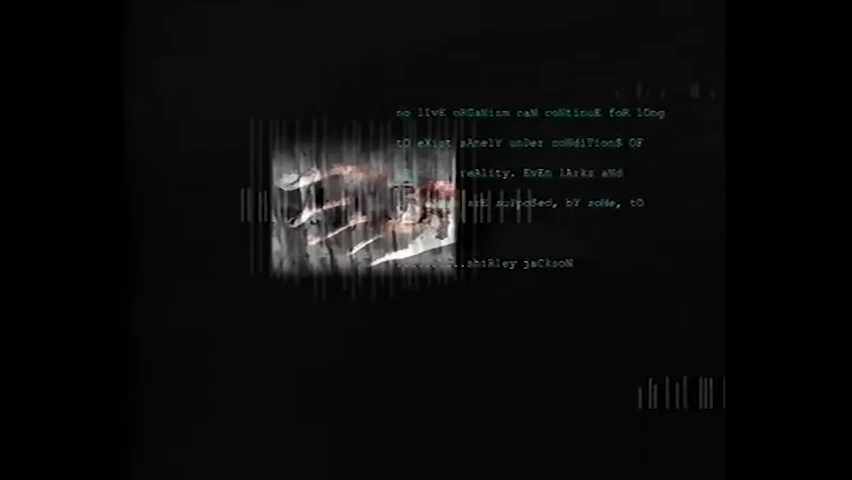 no lIvE oRGaNism caN coNtinuE foR lOng
tO eXist sAnelY unDer coNdiTionS OF
reAlity. EvEn lArks aNd
arE supPoSed, bY soMe, tO
..shiRley jaCksoN